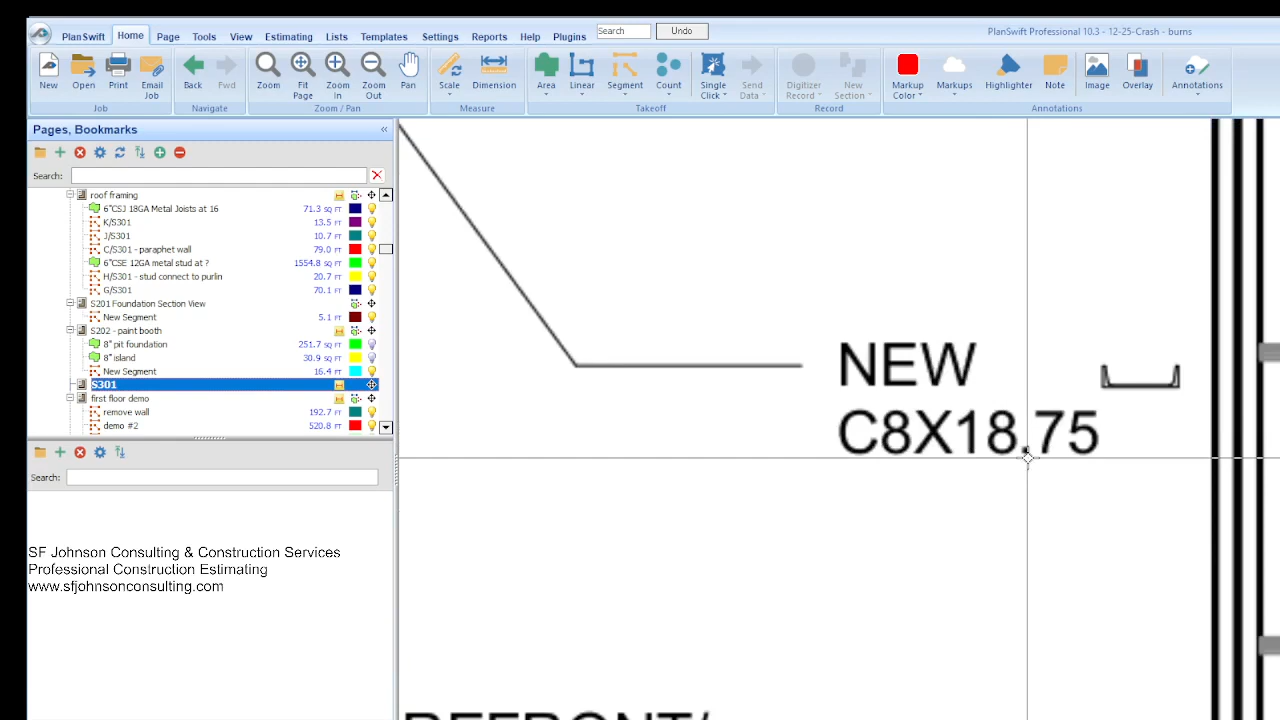 PlanSwift Home Page Tools View Estimating Lists Templates Settings Reports Help Plugins Search Undo PlanSwift Professional 10.3 - 12-25-Crash - burns
New Open Print Email Job Back Fwd Zoom Fit Page Zoom In Zoom Out Pan Scale Dimension Area Linear Segment Count Single Click Send Data Digitizer Record New Section Markup Color Markups Highlighter Note Image Overlay Annotations
Job Navigate Zoom / Pan Measure Takeoff Record Annotations
Pages, Bookmarks
Search:
roof framing
6"CSJ 18GA Metal Joists at 16 71.3 SQ FT
K/S301 13.5 FT
J/S301 10.7 FT
C/S301 - paraphet wall 79.0 FT
6"CSE 12GA metal stud at ? 1554.8 SQ FT
H/S301 - stud connect to purlin 20.7 FT
G/S301 70.1 FT
S201 Foundation Section View
New Segment 5.1 FT
S202 - paint booth
8" pit foundation 251.7 SQ FT
8" island 30.9 SQ FT
New Segment 16.4 FT
S301
first floor demo
remove wall 192.7 FT
demo #2 520.8 FT
Search:
SF Johnson Consulting & Construction Services
Professional Construction Estimating
www.sfjohnsonconsulting.com
NEW
C8X18.75